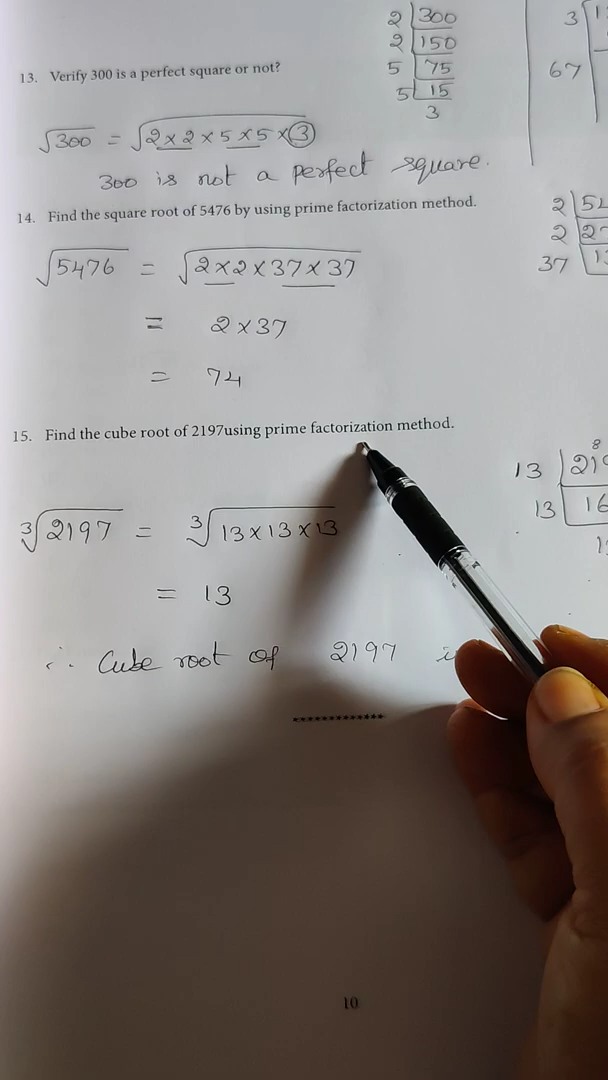 2 | 300
2 | 150
5 | 75
5 | 15
3
3
67
13. Verify 300 is a perfect square or not?
√300 = √2×2×5×5×3
300 is not a perfect square.
14. Find the square root of 5476 by using prime factorization method.
√5476 = √2×2×37×37
= 2×37
= 74
2
2
37
15. Find the cube root of 2197using prime factorization method.
∛2197 = ∛13×13×13
= 13
13
13
∴ Cube root of 2197
10